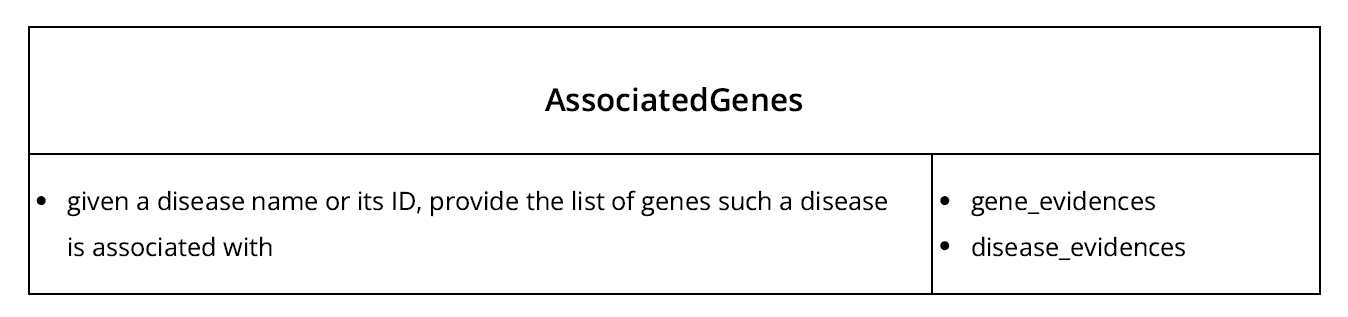 AssociatedGenes
• given a disease name or its ID, provide the list of genes such a disease
is associated with
• gene_evidences
• disease_evidences